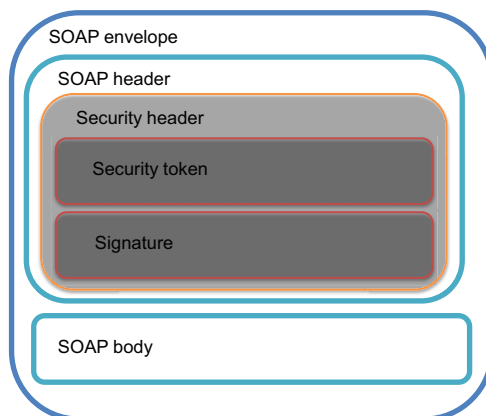 SOAP envelope
SOAP header
Security header
Security token
Signature
SOAP body